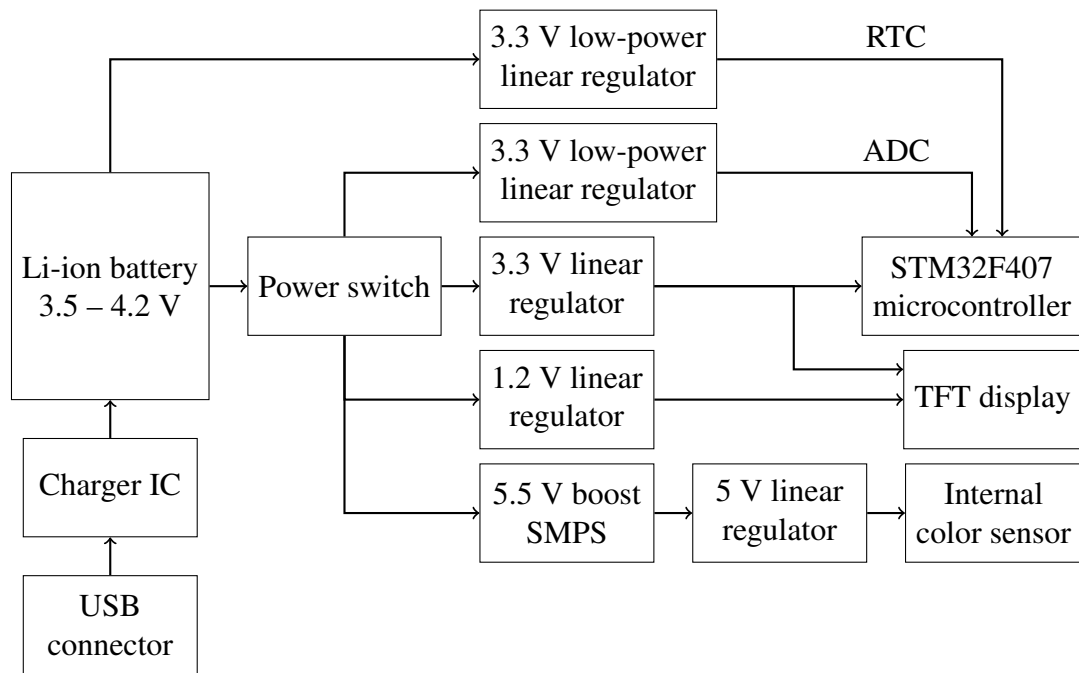 3.3 V low-power
linear regulator
RTC
3.3 V low-power
linear regulator
ADC
Li-ion battery
3.5 – 4.2 V
Power switch
3.3 V linear
regulator
STM32F407
microcontroller
1.2 V linear
regulator
TFT display
Charger IC
5.5 V boost
SMPS
5 V linear
regulator
Internal
color sensor
USB
connector